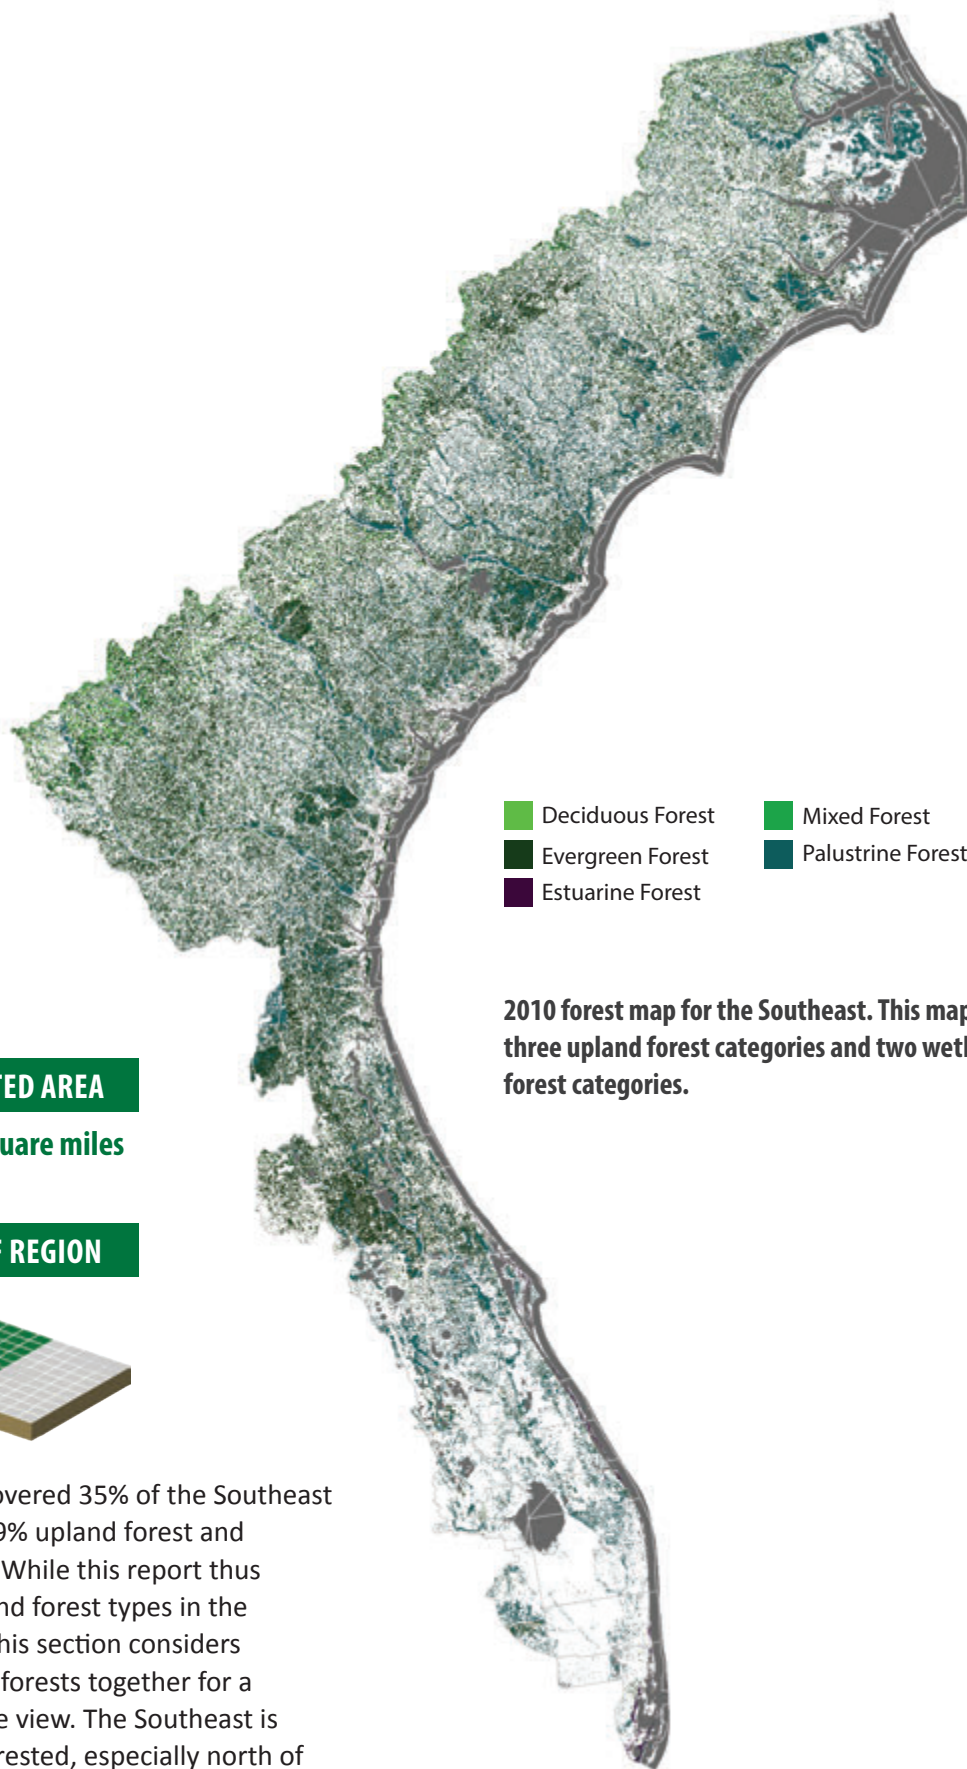 Deciduous Forest
Mixed Forest
Evergreen Forest
Palustrine Forest
Estuarine Forest
2010 forest map for the Southeast. This map
three upland forest categories and two wetl
forest categories.
TED AREA
uare miles
F REGION
overed 35% of the Southeast
9% upland forest and
While this report thus
nd forest types in the
his section considers
forests together for a
e view. The Southeast is
rested, especially north of